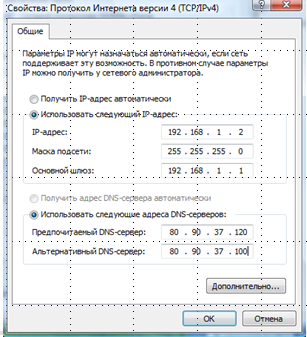 Свойства: Протокол Интернета версии 4 (TCP/IPv4)
Общие
Параметры IP могут назначаться автоматически, если сеть
поддерживает эту возможность. В противном случае параметры
IP можно получить у сетевого администратора.
Получить IP-адрес автоматически
Использовать следующий IP-адрес:
IP-адрес: 192 . 168 . 1 . 2
Маска подсети: 255 . 255 . 255 . 0
Основной шлюз: 192 . 168 . 1 . 1
Получить адрес DNS-сервера автоматически
Использовать следующие адреса DNS-серверов:
Предпочитаемый DNS-сервер: 80 . 90 . 37 . 120
Альтернативный DNS-сервер: 80 . 90 . 37 . 100
Дополнительно...
ОК
Отмена